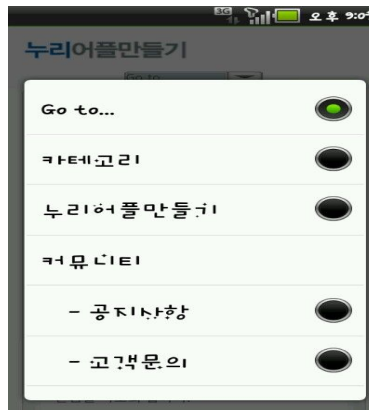 3G 오후 9:0
누리어플만들기
Go to...
Go to...
카테고리
누리어플만들기
커뮤니티
- 공지사항
- 고객문의